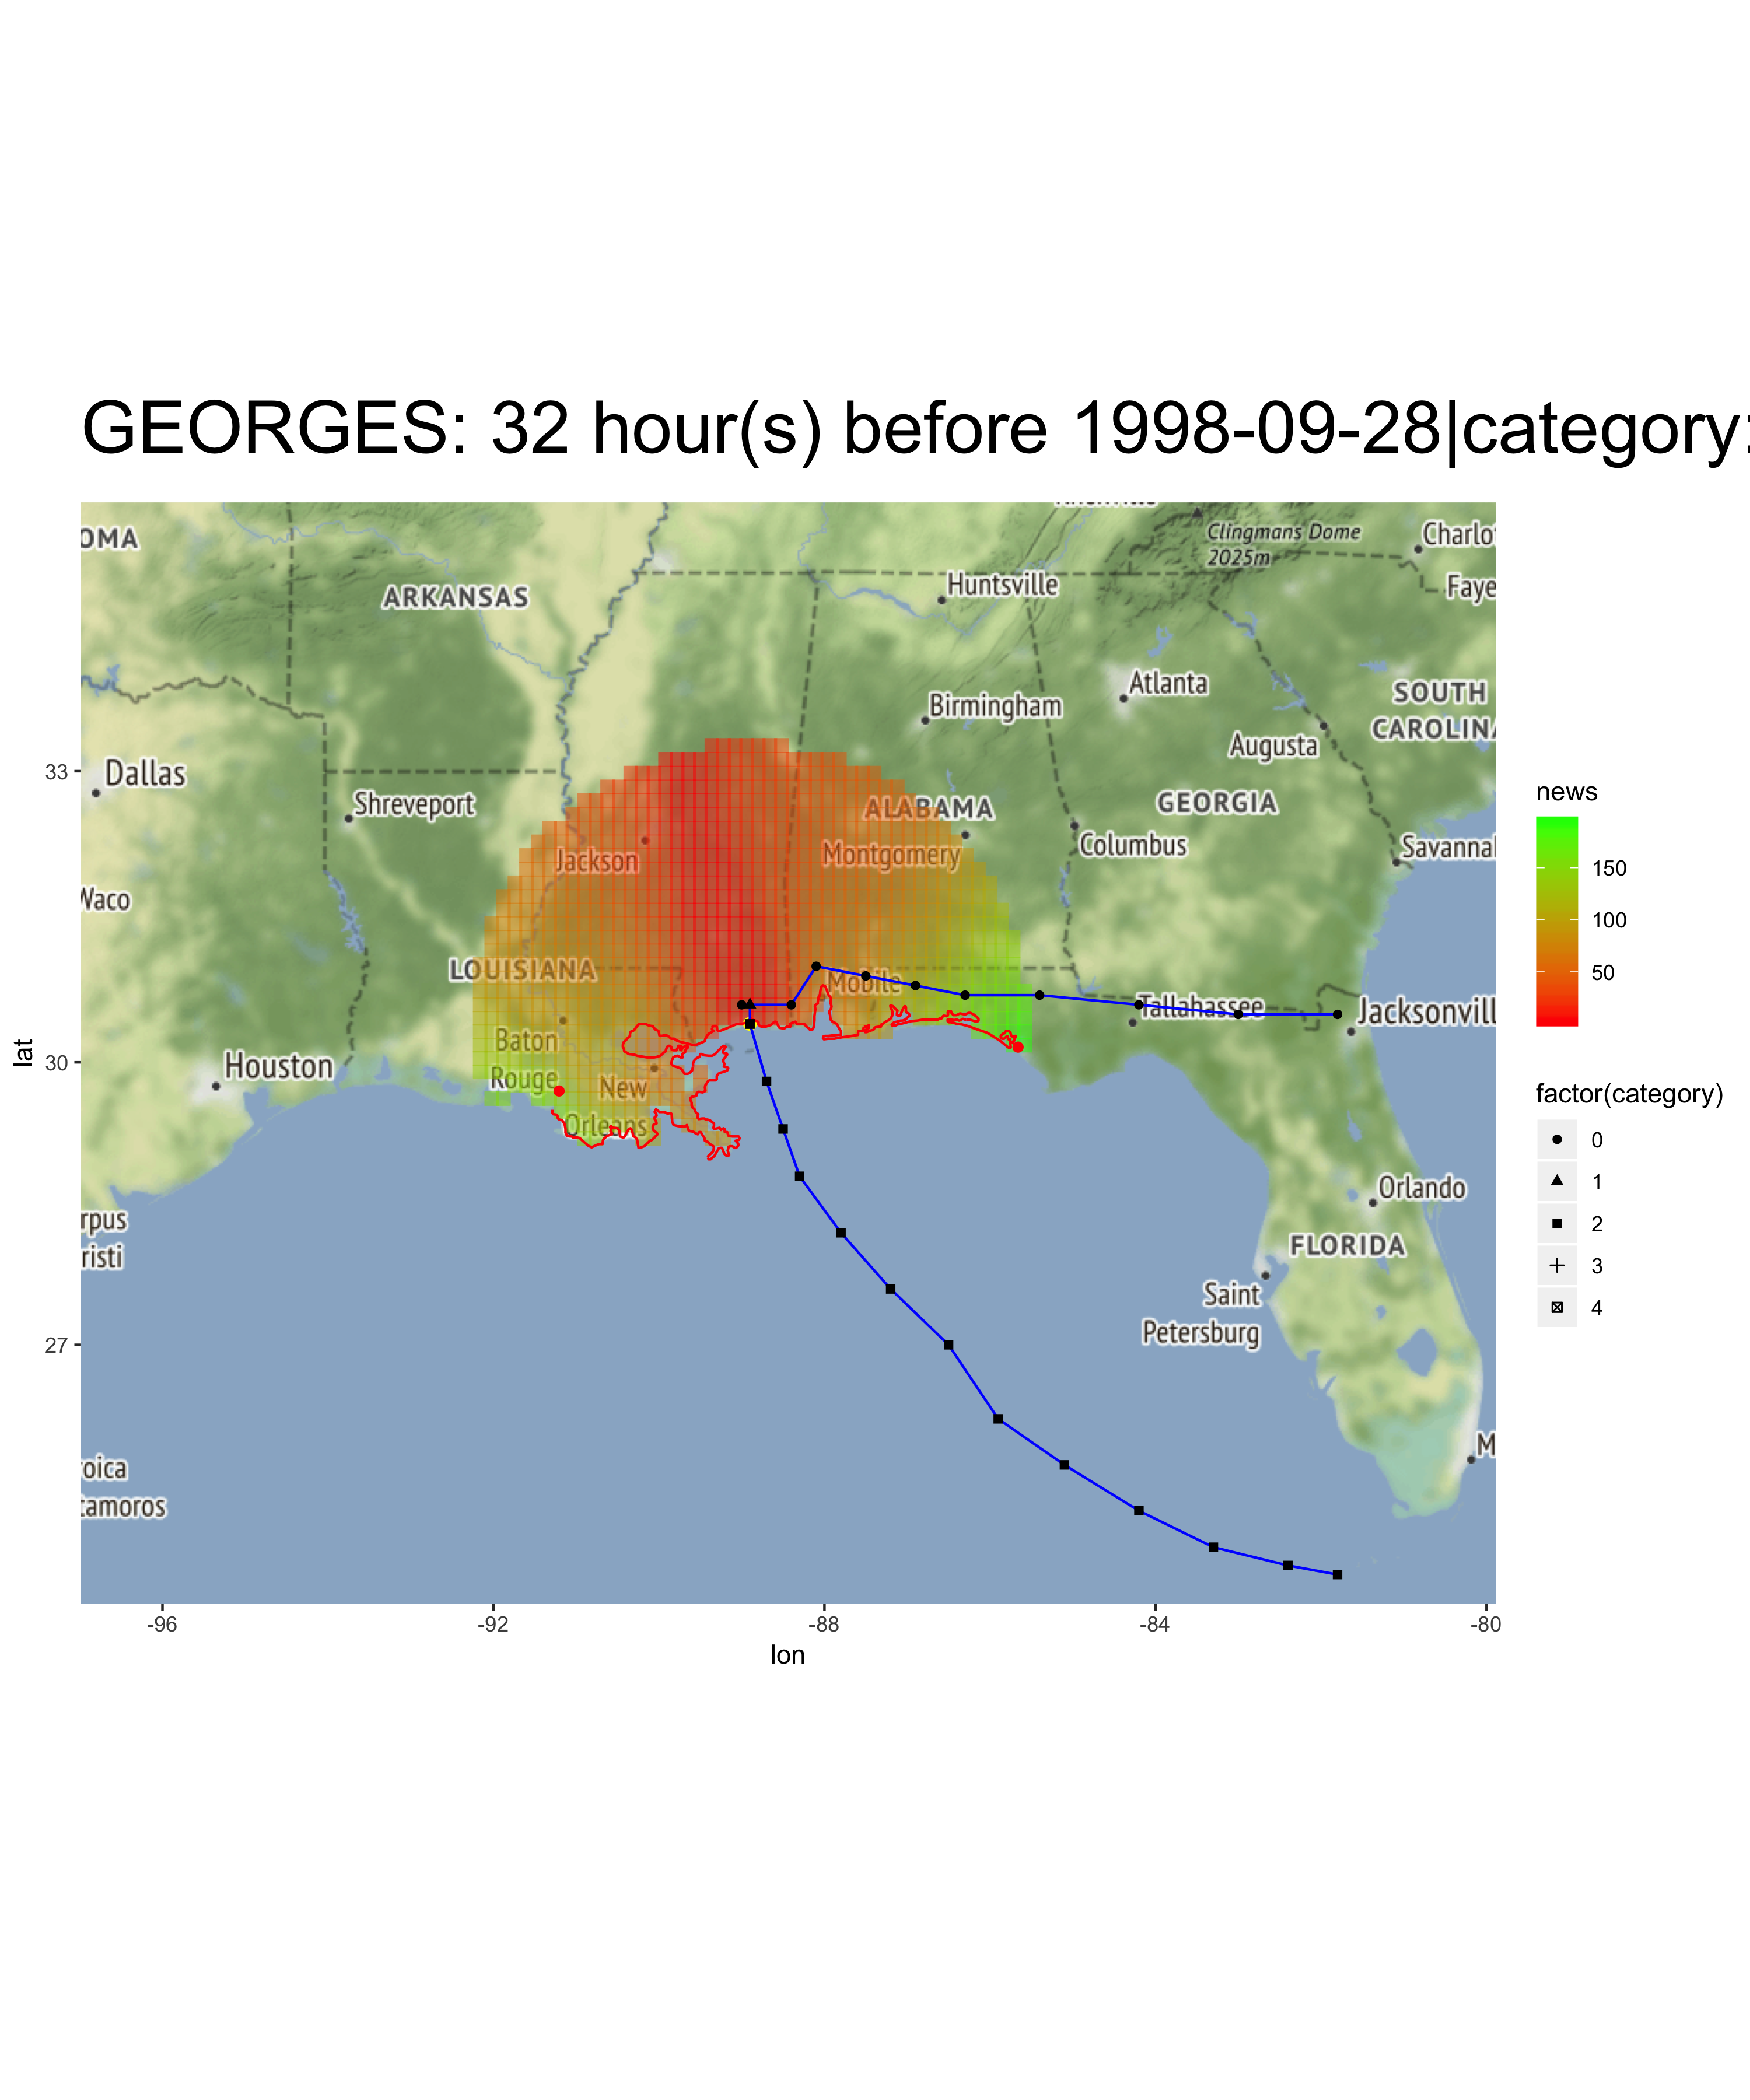 GEORGES: 32 hour(s) before 1998-09-28|category:
OMA
Clingmans Dome
2025m
Charlo
ARKANSAS
Huntsville
Faye
Atlanta
SOUTH
CAROLINA
Birmingham
Augusta
33
Dallas
Shreveport
ALABAMA
GEORGIA
Jackson
Montgomery
Columbus
Savannal
Waco
LOUISIANA
Mobile
Tallahassee
Jacksonvill
Baton
Rouge
New
Orleans
30
Houston
rpus
risti
Orlando
FLORIDA
Saint
Petersburg
27
roica
tamoros
M
-96
-92
-88
-84
-80
lon
lat
news
150
100
50
factor(category)
0
1
2
3
4